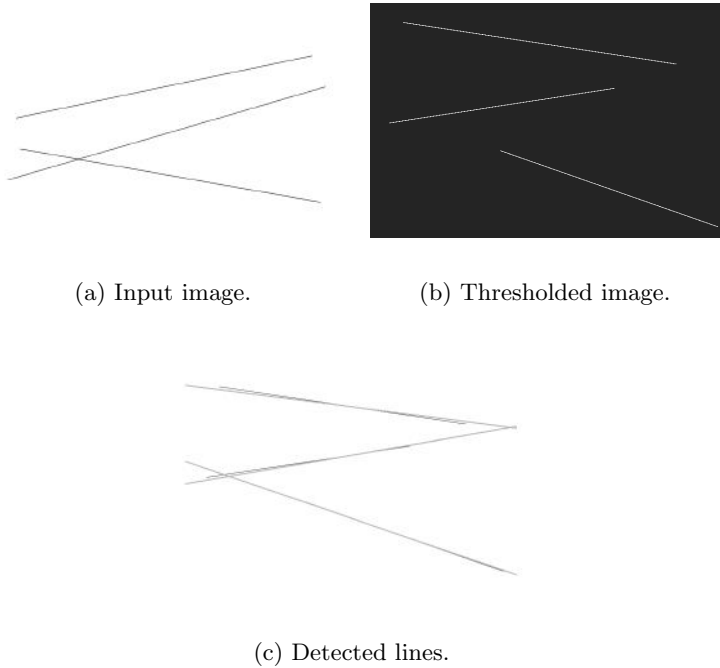 (a) Input image.
(b) Thresholded image.
(c) Detected lines.